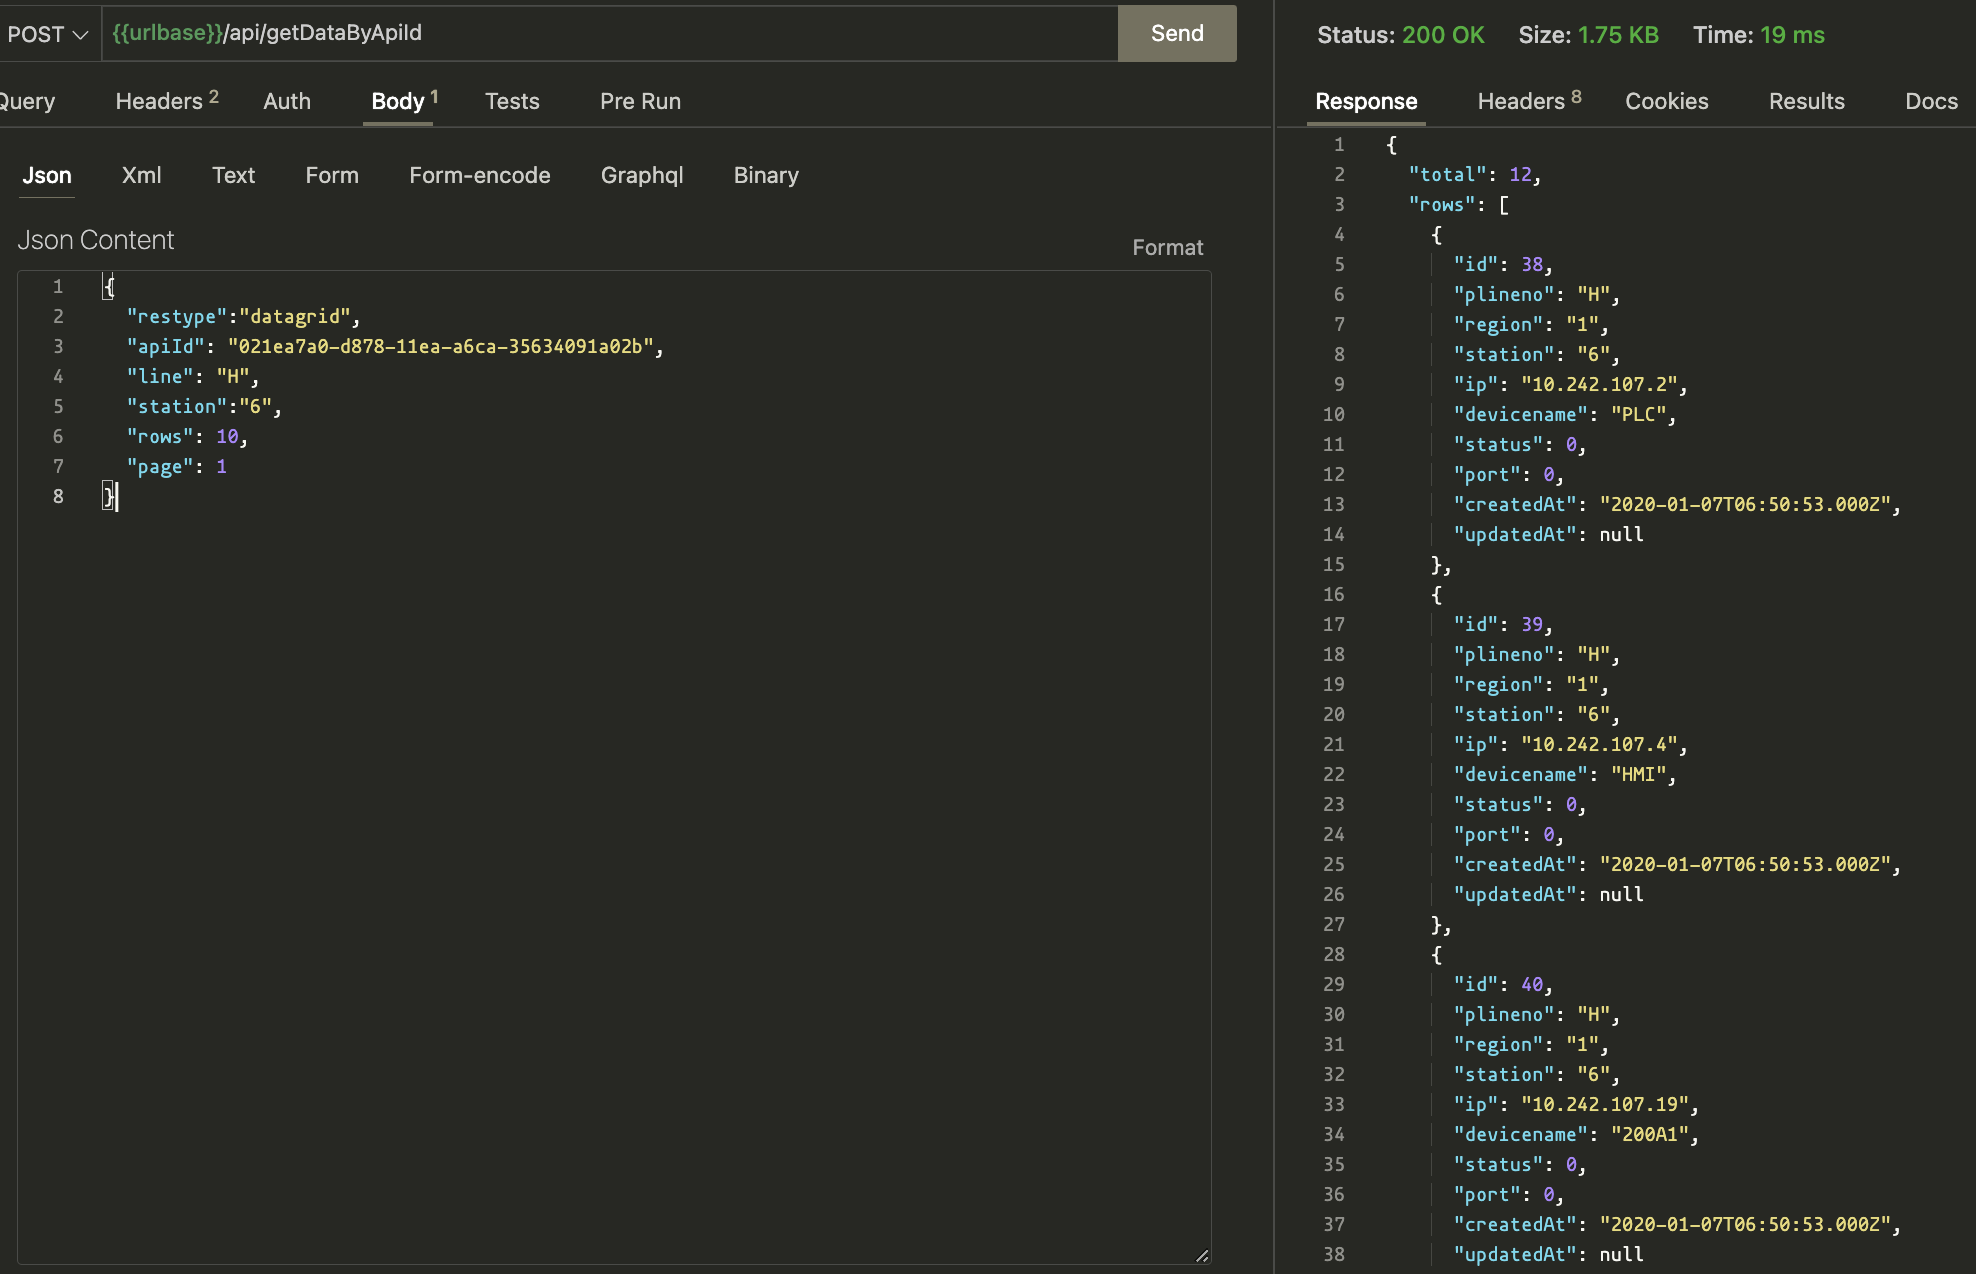 POST {{urlbase}}/api/getDataByApiId Send
Query Headers 2 Auth Body 1 Tests Pre Run
Json Xml Text Form Form-encode Graphql Binary
Json Content
Format
1 {
2 "restype":"datagrid",
3 "apiId": "021ea7a0-d878-11ea-a6ca-35634091a02b",
4 "line": "H",
5 "station":"6",
6 "rows": 10,
7 "page": 1
8 }
Status: 200 OK Size: 1.75 KB Time: 19 ms
Response Headers 8 Cookies Results Docs
1 {
2 "total": 12,
3 "rows": [
4 {
5 "id": 38,
6 "plineno": "H",
7 "region": "1",
8 "station": "6",
9 "ip": "10.242.107.2",
10 "devicename": "PLC",
11 "status": 0,
12 "port": 0,
13 "createdAt": "2020-01-07T06:50:53.000Z",
14 "updatedAt": null
15 },
16 {
17 "id": 39,
18 "plineno": "H",
19 "region": "1",
20 "station": "6",
21 "ip": "10.242.107.4",
22 "devicename": "HMI",
23 "status": 0,
24 "port": 0,
25 "createdAt": "2020-01-07T06:50:53.000Z",
26 "updatedAt": null
27 },
28 {
29 "id": 40,
30 "plineno": "H",
31 "region": "1",
32 "station": "6",
33 "ip": "10.242.107.19",
34 "devicename": "200A1",
35 "status": 0,
36 "port": 0,
37 "createdAt": "2020-01-07T06:50:53.000Z",
38 "updatedAt": null